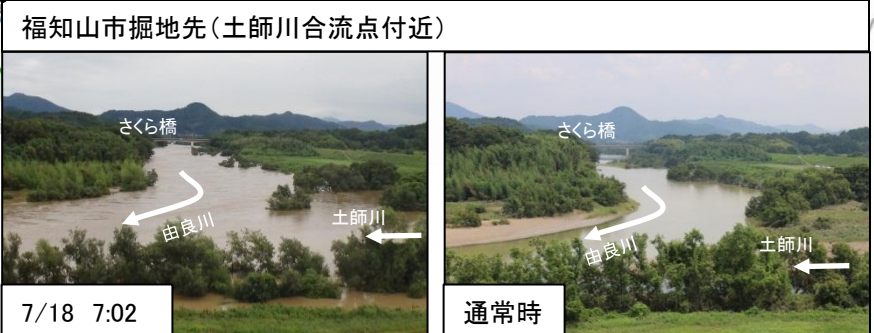 福知山市掘地先（土師川合流点付近）
さくら橋
由良川
土師川
7/18 7:02
さくら橋
由良川
土師川
通常時